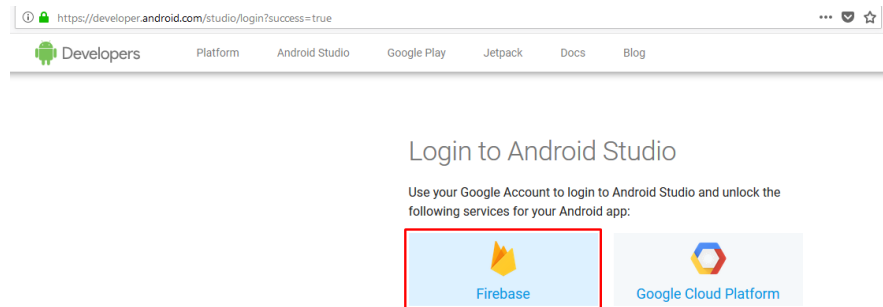 https://developer.android.com/studio/login?success=true
Developers Platform Android Studio Google Play Jetpack Docs Blog
Login to Android Studio
Use your Google Account to login to Android Studio and unlock the
following services for your Android app:
Firebase Google Cloud Platform